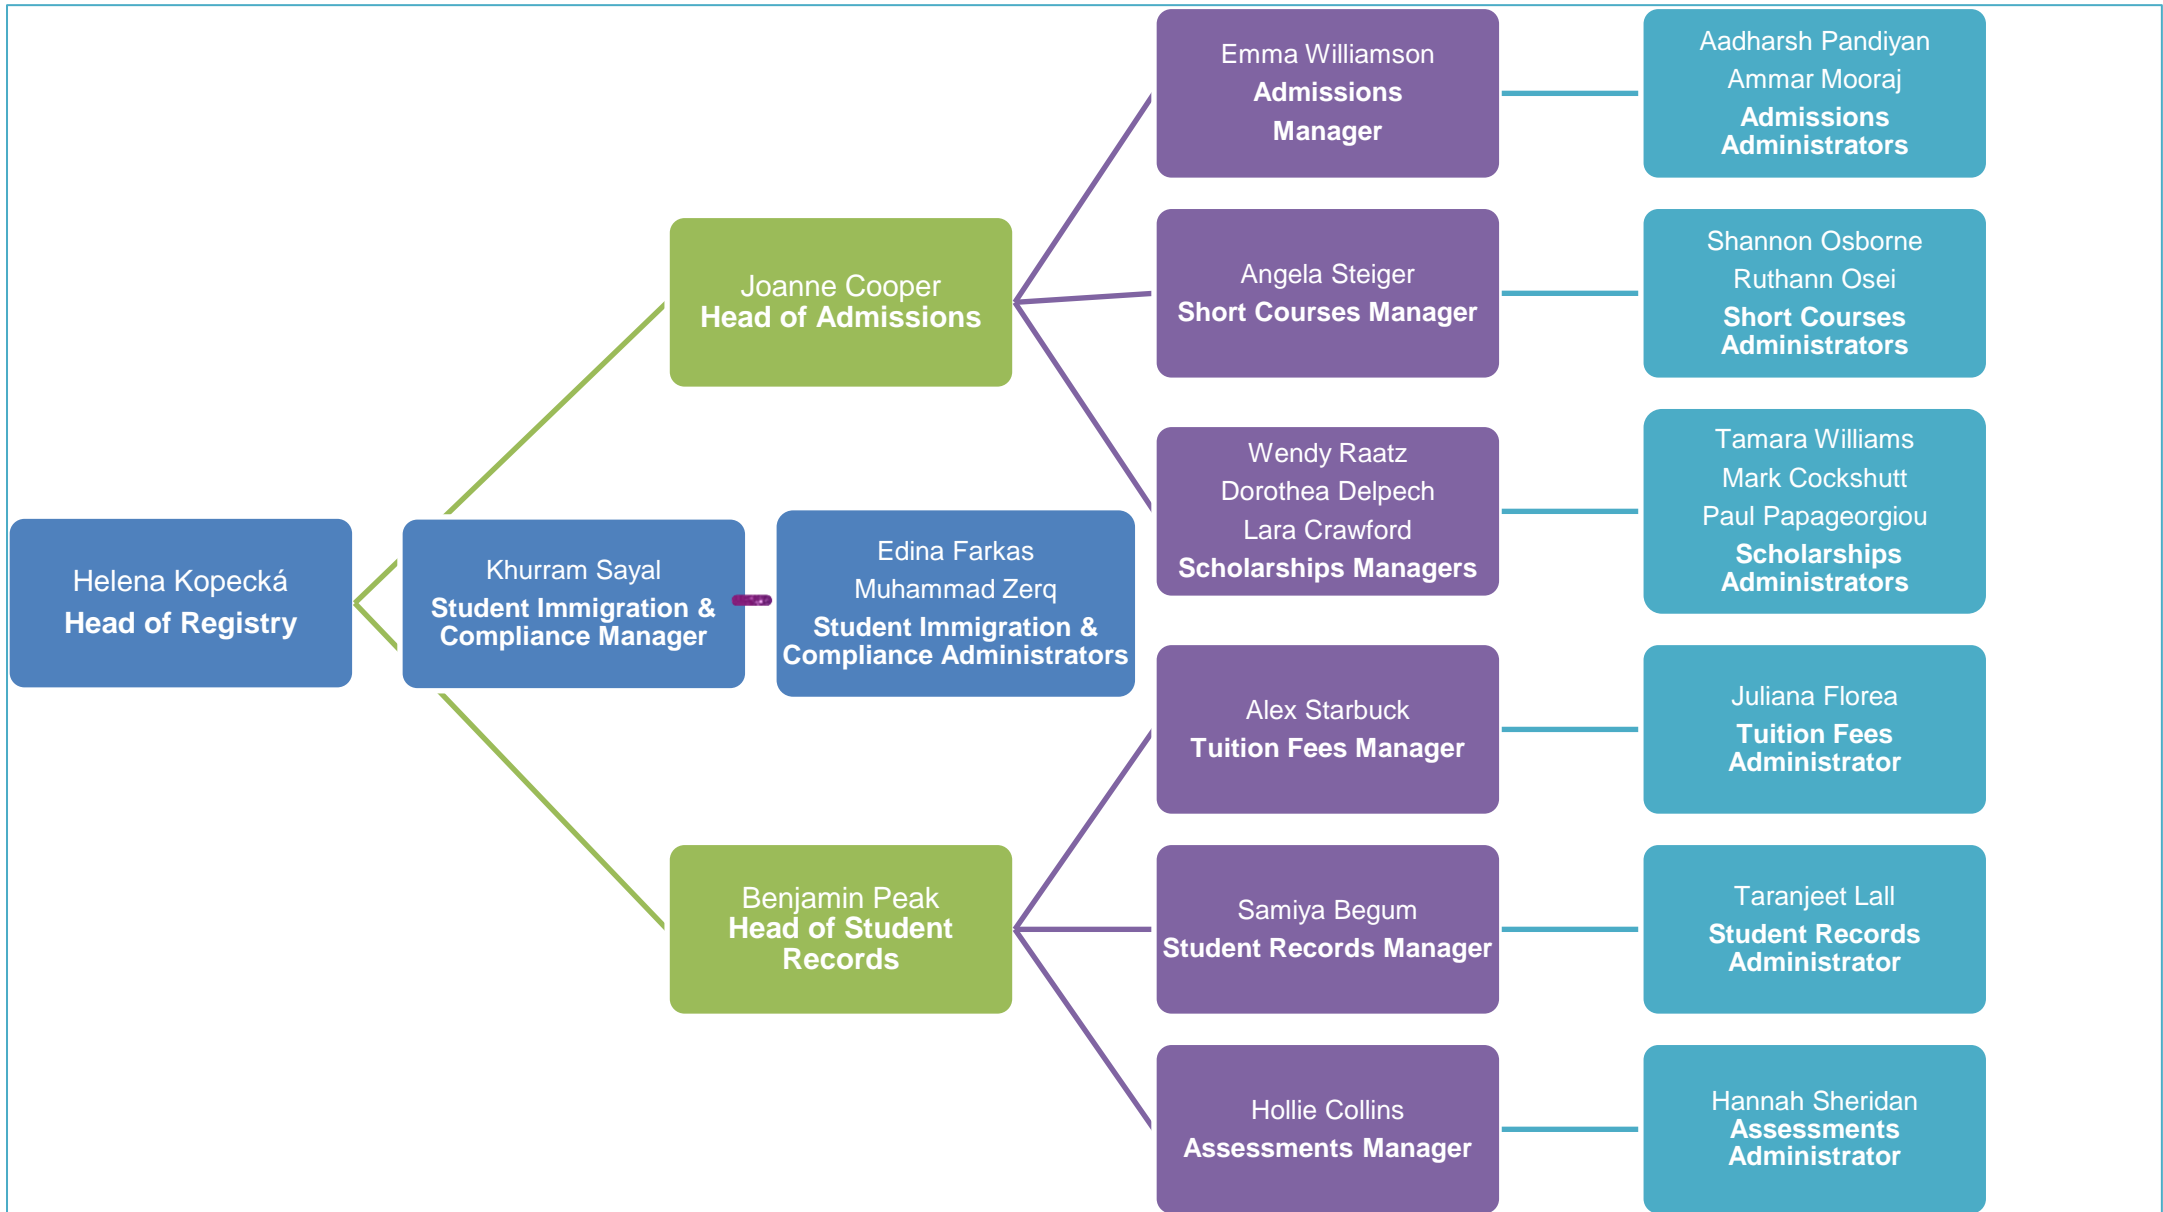 Helena Kopecká
Head of Registry
Khurram Sayal
Student Immigration &
Compliance Manager
Edina Farkas
Muhammad Zerq
Student Immigration &
Compliance Administrators
Joanne Cooper
Head of Admissions
Emma Williamson
Admissions
Manager
Aadharsh Pandiyan
Ammar Mooraj
Admissions
Administrators
Angela Steiger
Short Courses Manager
Shannon Osborne
Ruthann Osei
Short Courses
Administrators
Wendy Raatz
Dorothea Delpech
Lara Crawford
Scholarships Managers
Tamara Williams
Mark Cockshutt
Paul Papageorgiou
Scholarships
Administrators
Benjamin Peak
Head of Student
Records
Alex Starbuck
Tuition Fees Manager
Juliana Florea
Tuition Fees
Administrator
Samiya Begum
Student Records Manager
Taranjeet Lall
Student Records
Administrator
Hollie Collins
Assessments Manager
Hannah Sheridan
Assessments
Administrator